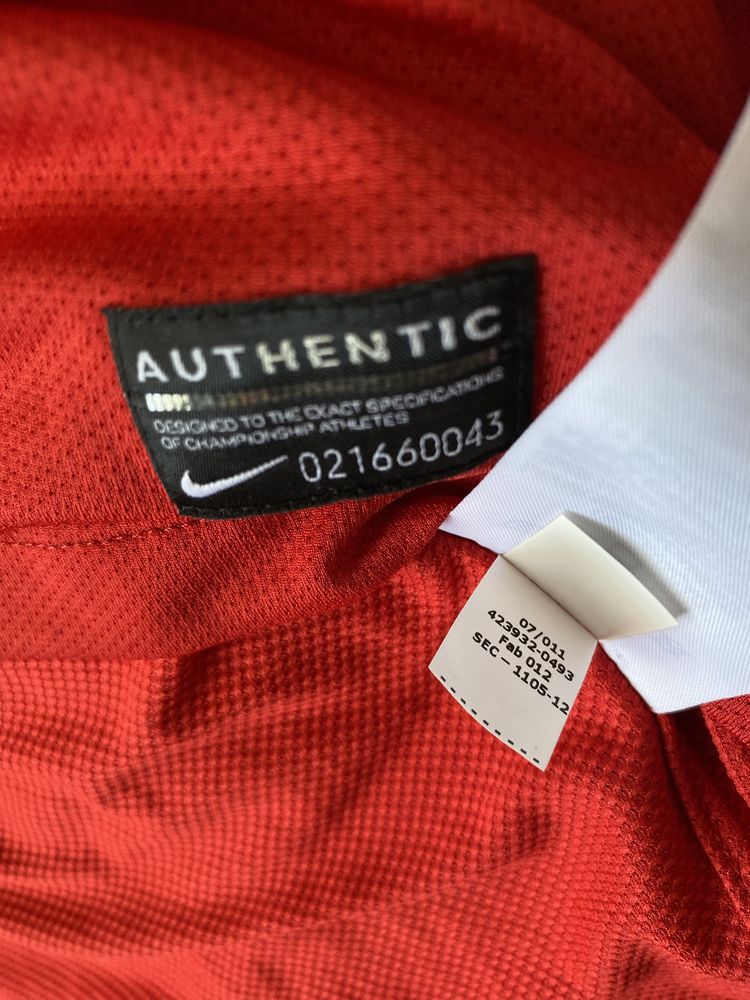 AUTHENTIC
DESIGNED TO THE EXACT SPECIFICATIONS
OF CHAMPIONSHIP ATHLETES
021660043
07/011
423932-0493
Fab 012
SEC – 1105-12